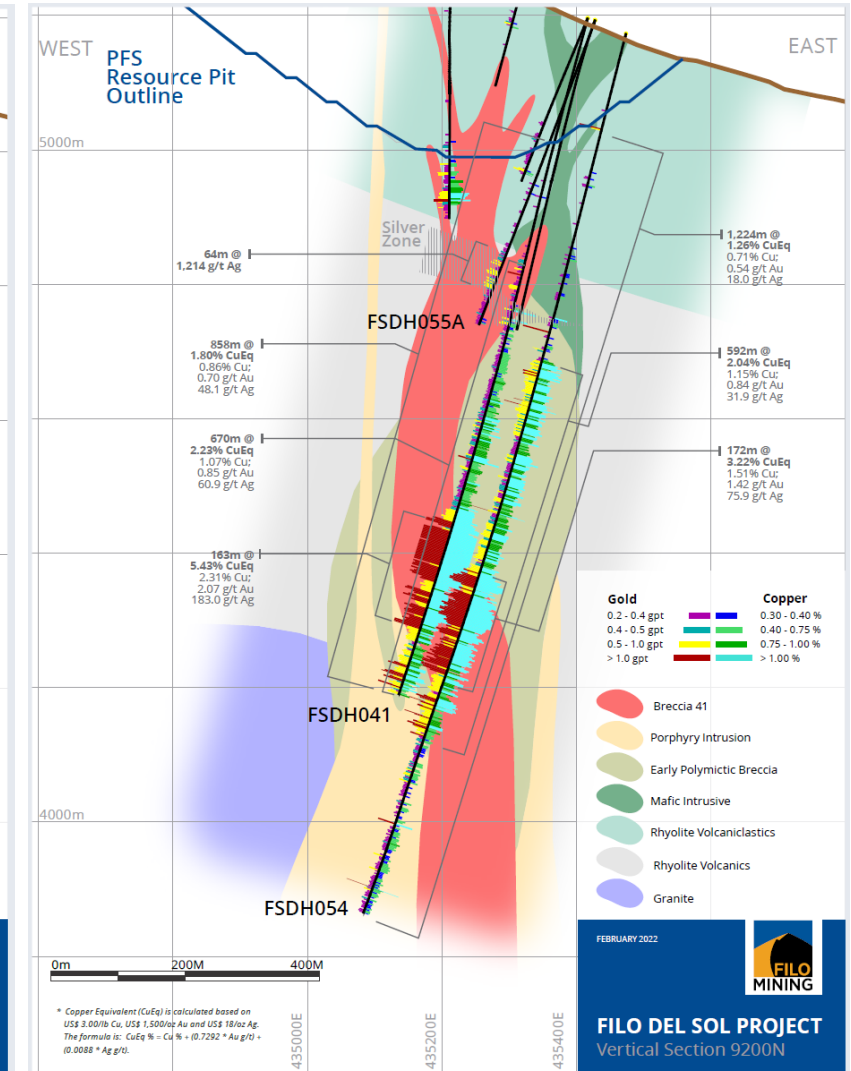 WEST
EAST
PFS
Resource Pit
Outline
5000m
Silver
Zone
64m @
1,214 g/t Ag
1,224m @
1.26% CuEq
0.71% Cu;
0.54 g/t Au
18.0 g/t Ag
FSDH055A
858m @
1.80% CuEq
0.86% Cu;
0.70 g/t Au
48.1 g/t Ag
592m @
2.04% CuEq
1.15% Cu;
0.84 g/t Au
31.9 g/t Ag
670m @
2.23% CuEq
1.07% Cu;
0.85 g/t Au
60.9 g/t Ag
172m @
3.22% CuEq
1.51% Cu;
1.42 g/t Au
75.9 g/t Ag
163m @
5.43% CuEq
2.31% Cu;
2.07 g/t Au
183.0 g/t Ag
Gold Copper
0.2 - 0.4 gpt 0.30 - 0.40 %
0.4 - 0.5 gpt 0.40 - 0.75 %
0.5 - 1.0 gpt 0.75 - 1.00 %
> 1.0 gpt > 1.00 %
Breccia 41
Porphyry Intrusion
Early Polymictic Breccia
Mafic Intrusive
Rhyolite Volcaniclastics
Rhyolite Volcanics
Granite
FSDH041
4000m
FSDH054
0m 200M 400M
* Copper Equivalent (CuEq) is calculated based on
US$ 3.00/lb Cu, US$ 1,500/oz Au and US$ 18/oz Ag.
The formula is: CuEq % = Cu % + (0.7292 * Au g/t) +
(0.0088 * Ag g/t).
435000E
435200E
435400E
FEBRUARY 2022
FILO
MINING
FILO DEL SOL PROJECT
Vertical Section 9200N